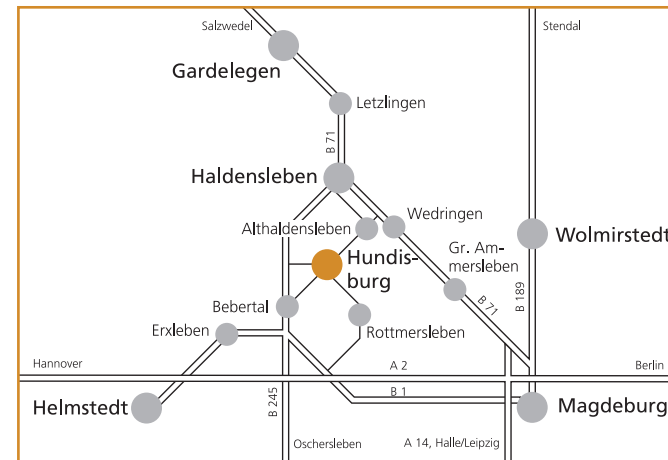 Salzwedel
Stendal
Gardelegen
Letzlingen
B 71
Haldensleben
Wedringen
Althaldensleben
Wolmirstedt
Hundis-
burg
Gr. Am-
mersleben
B 71
B 189
Bebertal
Erxleben
Rottmersleben
Hannover
A 2
Berlin
B 1
Helmstedt
B 245
Magdeburg
Oschersleben
A 14, Halle/Leipzig